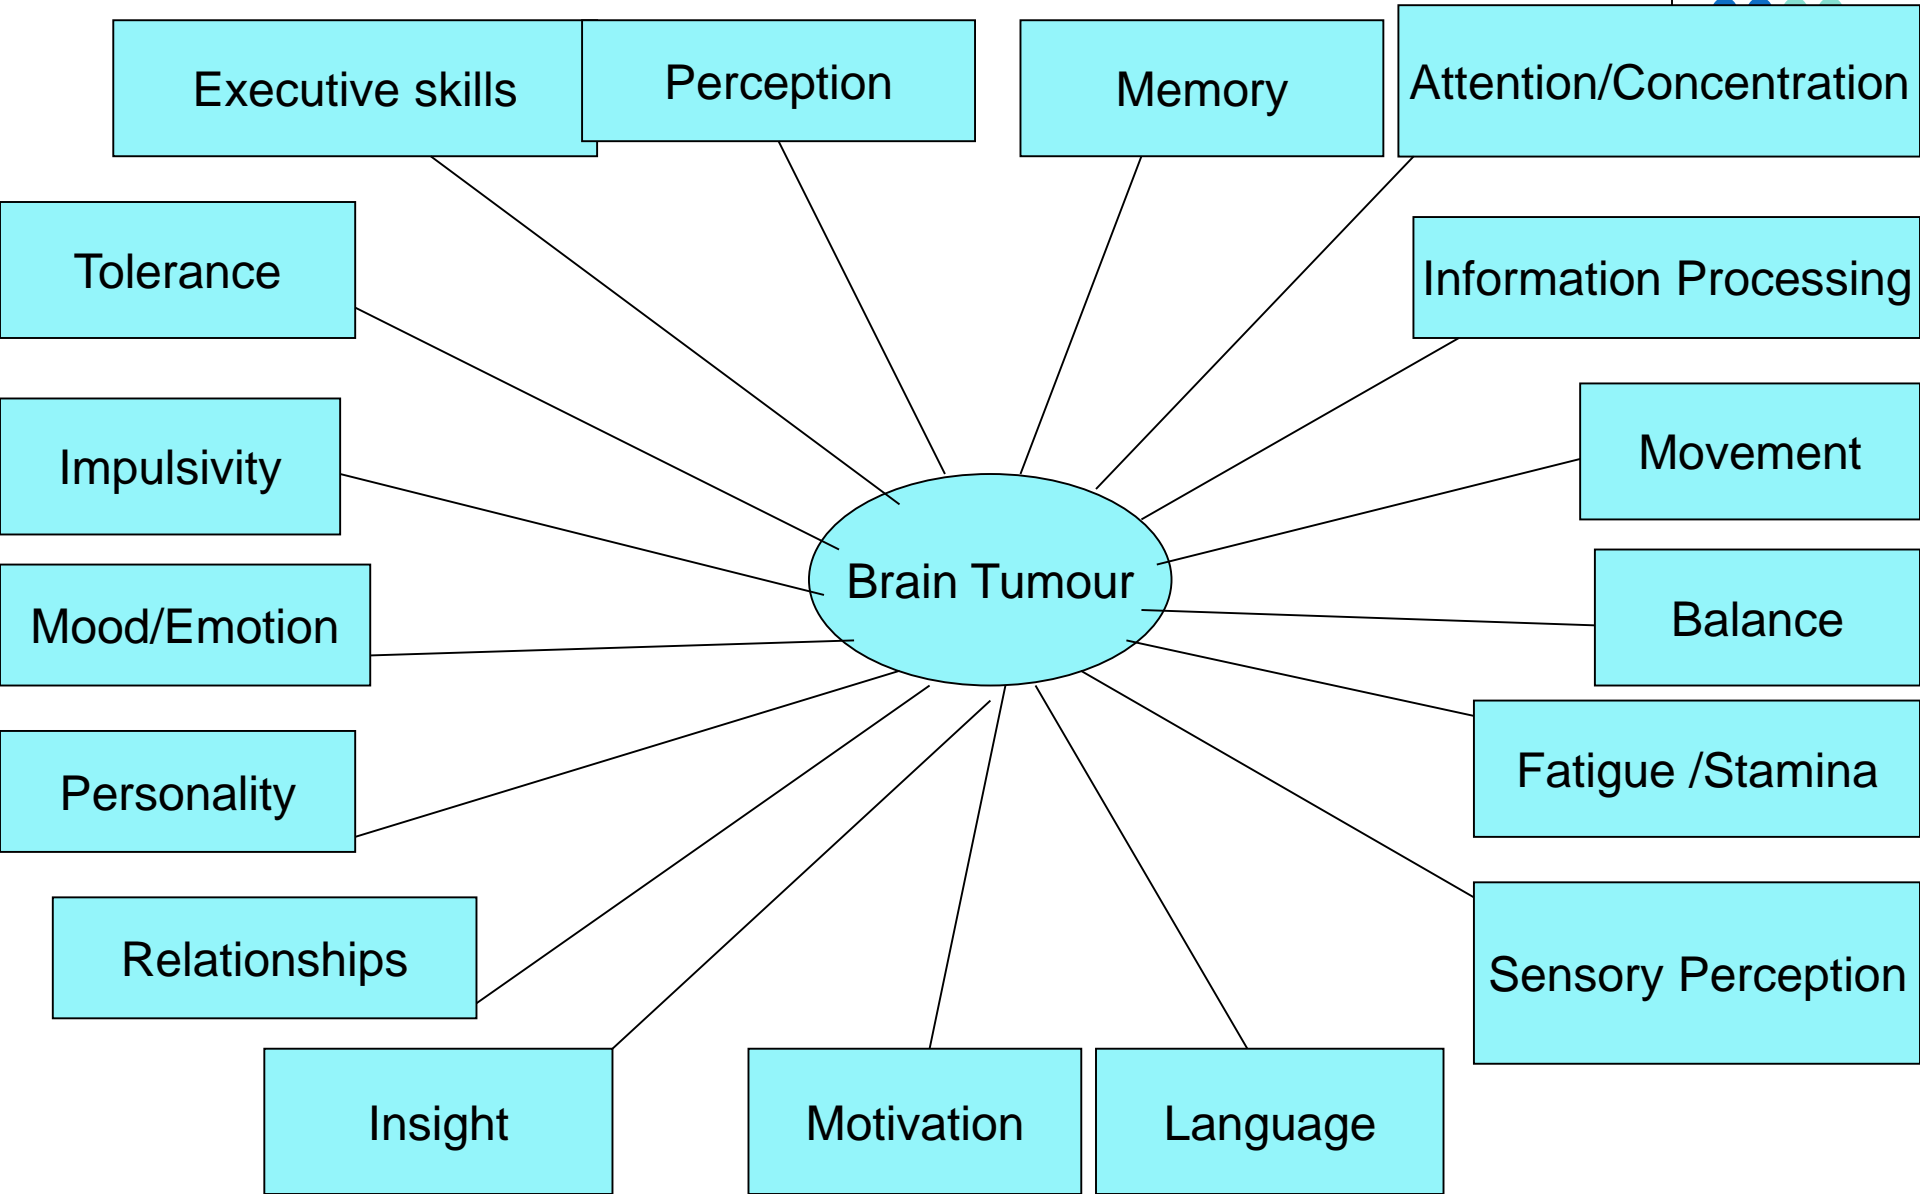 Executive skills
Perception
Memory
Attention/Concentration
Tolerance
Information Processing
Impulsivity
Movement
Brain Tumour
Mood/Emotion
Balance
Personality
Fatigue /Stamina
Relationships
Sensory Perception
Insight
Motivation
Language